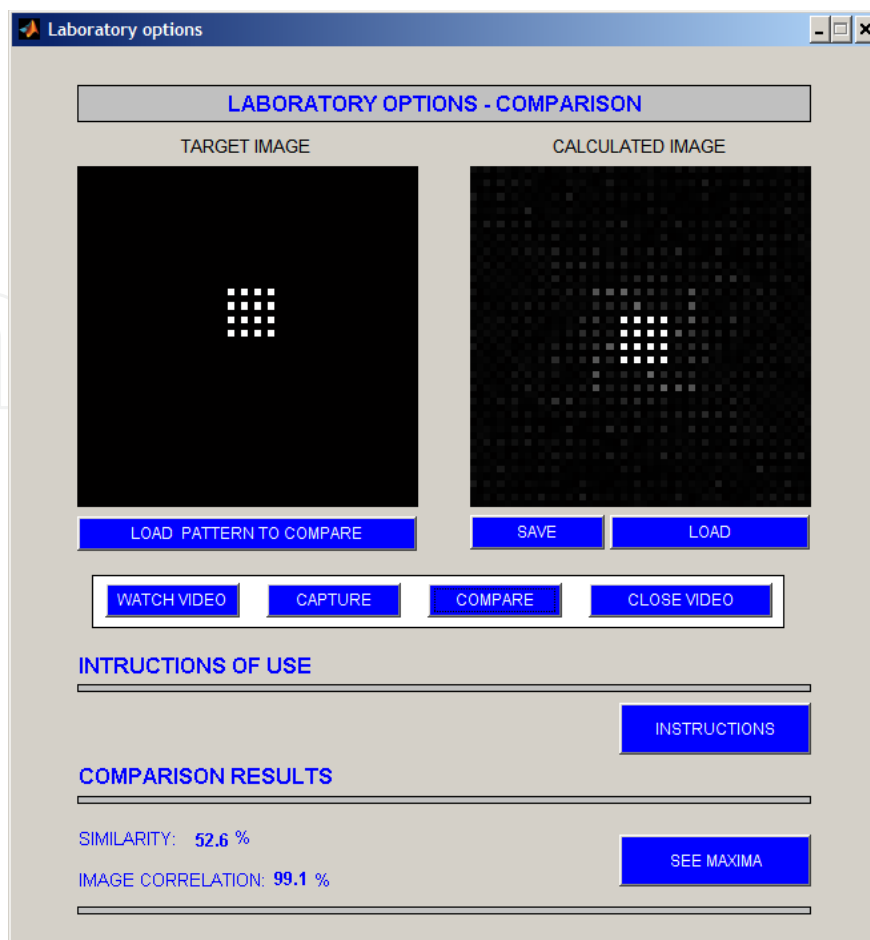 Laboratory options
LABORATORY OPTIONS - COMPARISON
TARGET IMAGE
CALCULATED IMAGE
LOAD PATTERN TO COMPARE
SAVE
LOAD
WATCH VIDEO
CAPTURE
COMPARE
CLOSE VIDEO
INTRUCTIONS OF USE
INSTRUCTIONS
COMPARISON RESULTS
SIMILARITY: 52.6 %
SEE MAXIMA
IMAGE CORRELATION: 99.1 %